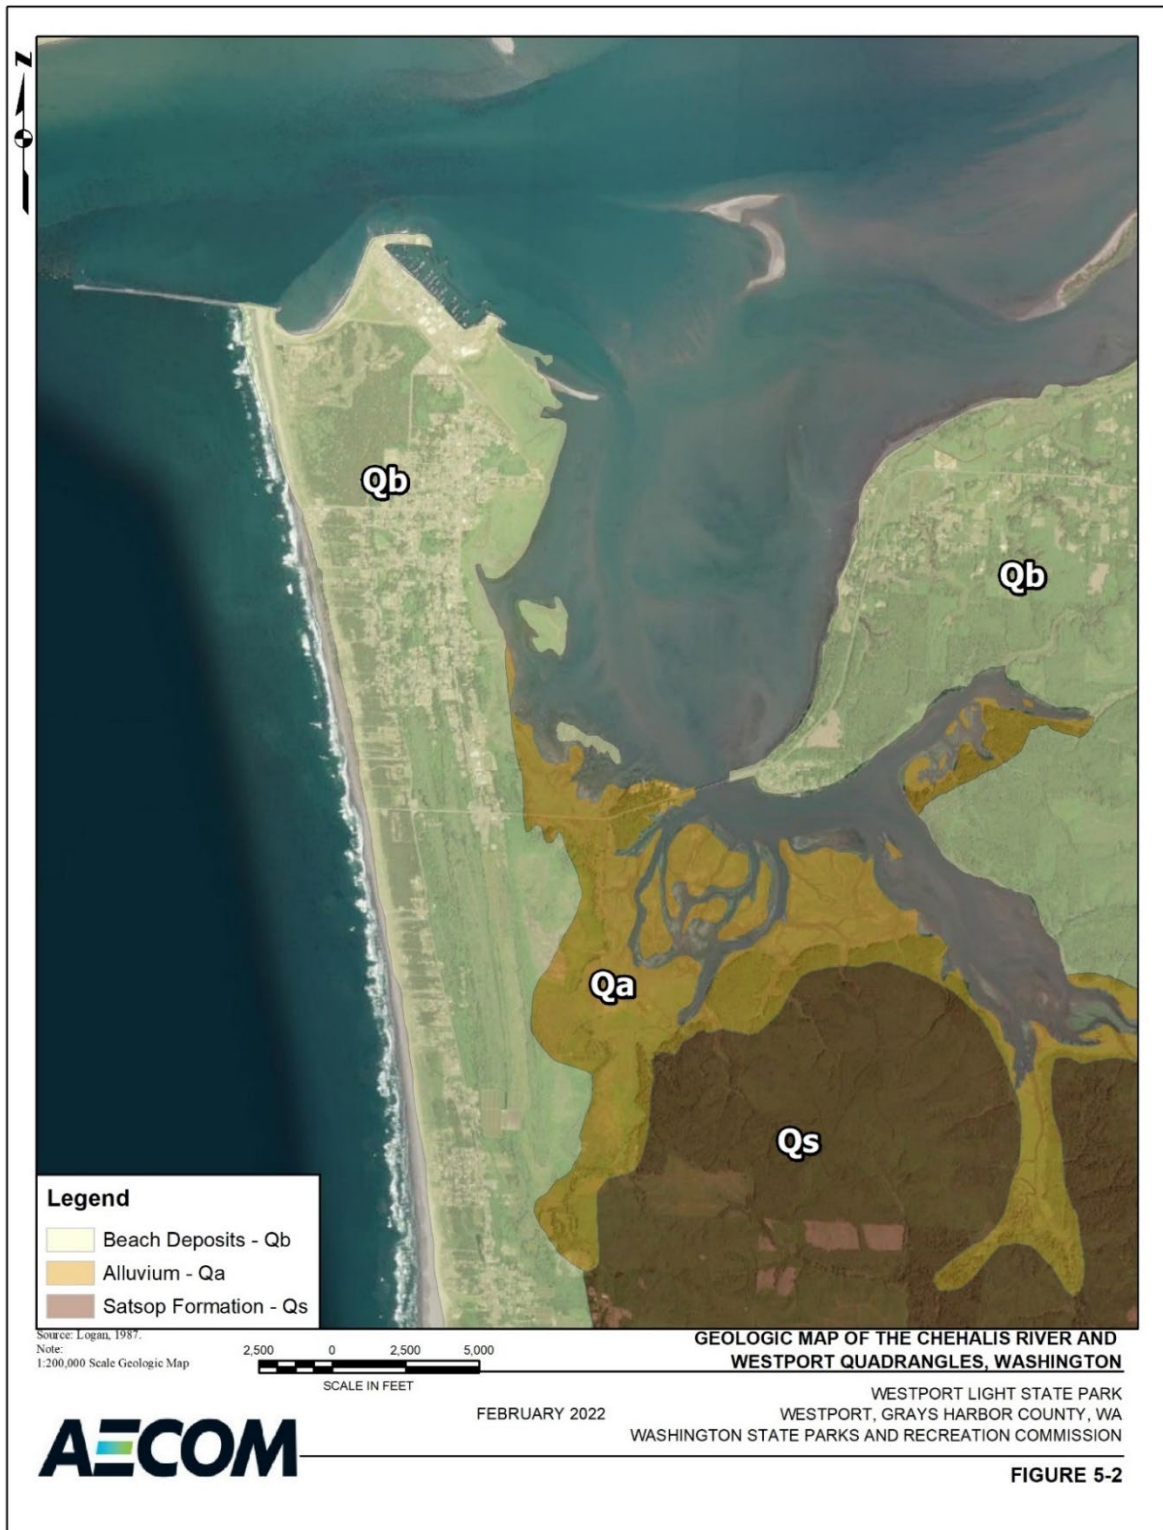 N
Qb
Qb
Qa
Qs
Legend
Beach Deposits - Qb
Alluvium - Qa
Satsop Formation - Qs
Source: Logan, 1987.
Note:
1:200,000 Scale Geologic Map
2,500 0 2,500 5,000
SCALE IN FEET
GEOLOGIC MAP OF THE CHEHALIS RIVER AND
WESTPORT QUADRANGLES, WASHINGTON
FEBRUARY 2022
WESTPORT LIGHT STATE PARK
WESTPORT, GRAYS HARBOR COUNTY, WA
WASHINGTON STATE PARKS AND RECREATION COMMISSION
AECOM
FIGURE 5-2